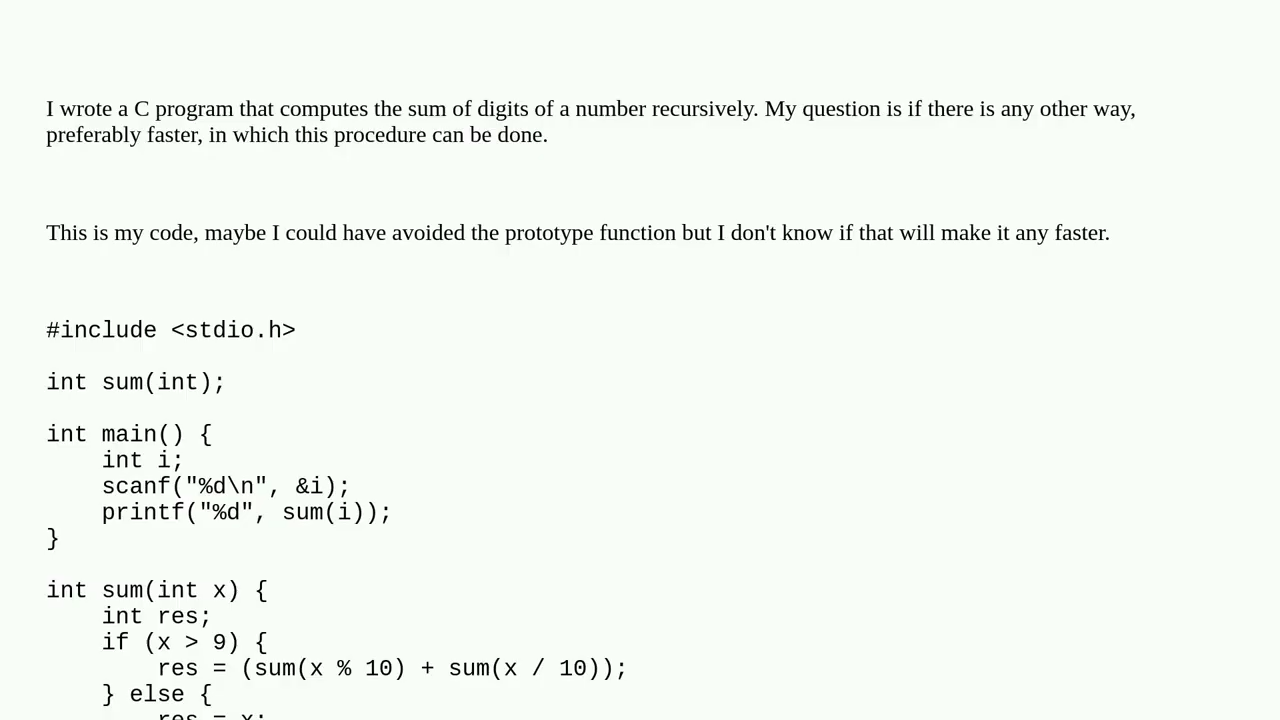 I wrote a C program that computes the sum of digits of a number recursively. My question is if there is any other way,
preferably faster, in which this procedure can be done.
This is my code, maybe I could have avoided the prototype function but I don't know if that will make it any faster.
#include <stdio.h>
int sum(int);
int main() {
    int i;
    scanf("%d\n", &i);
    printf("%d", sum(i));
}
int sum(int x) {
    int res;
    if (x > 9) {
        res = (sum(x % 10) + sum(x / 10));
    } else {
        res = x;